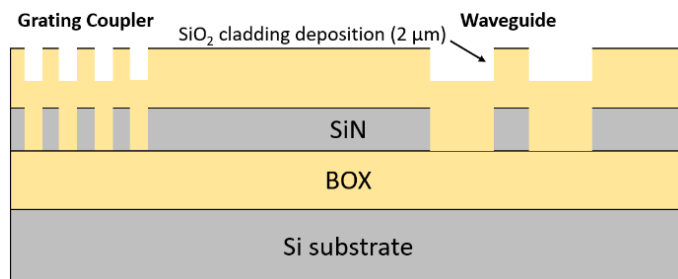 Grating Coupler
Waveguide
SiO₂ cladding deposition (2 μm)
SiN
BOX
Si substrate